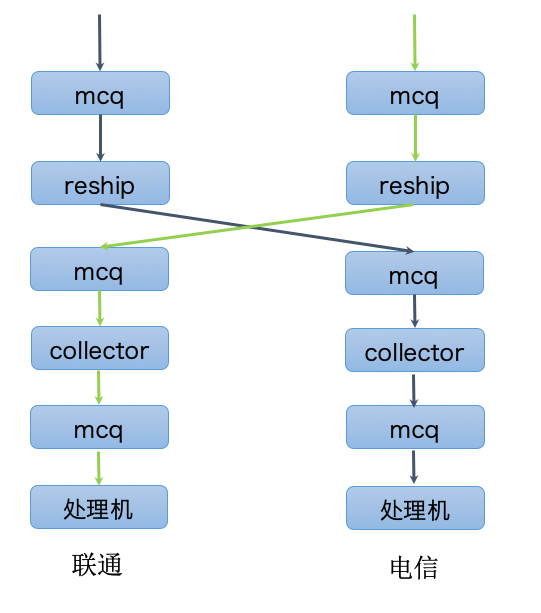 mcq
mcq
reship
reship
mcq
mcq
collector
collector
mcq
mcq
处理机
处理机
联通
电信